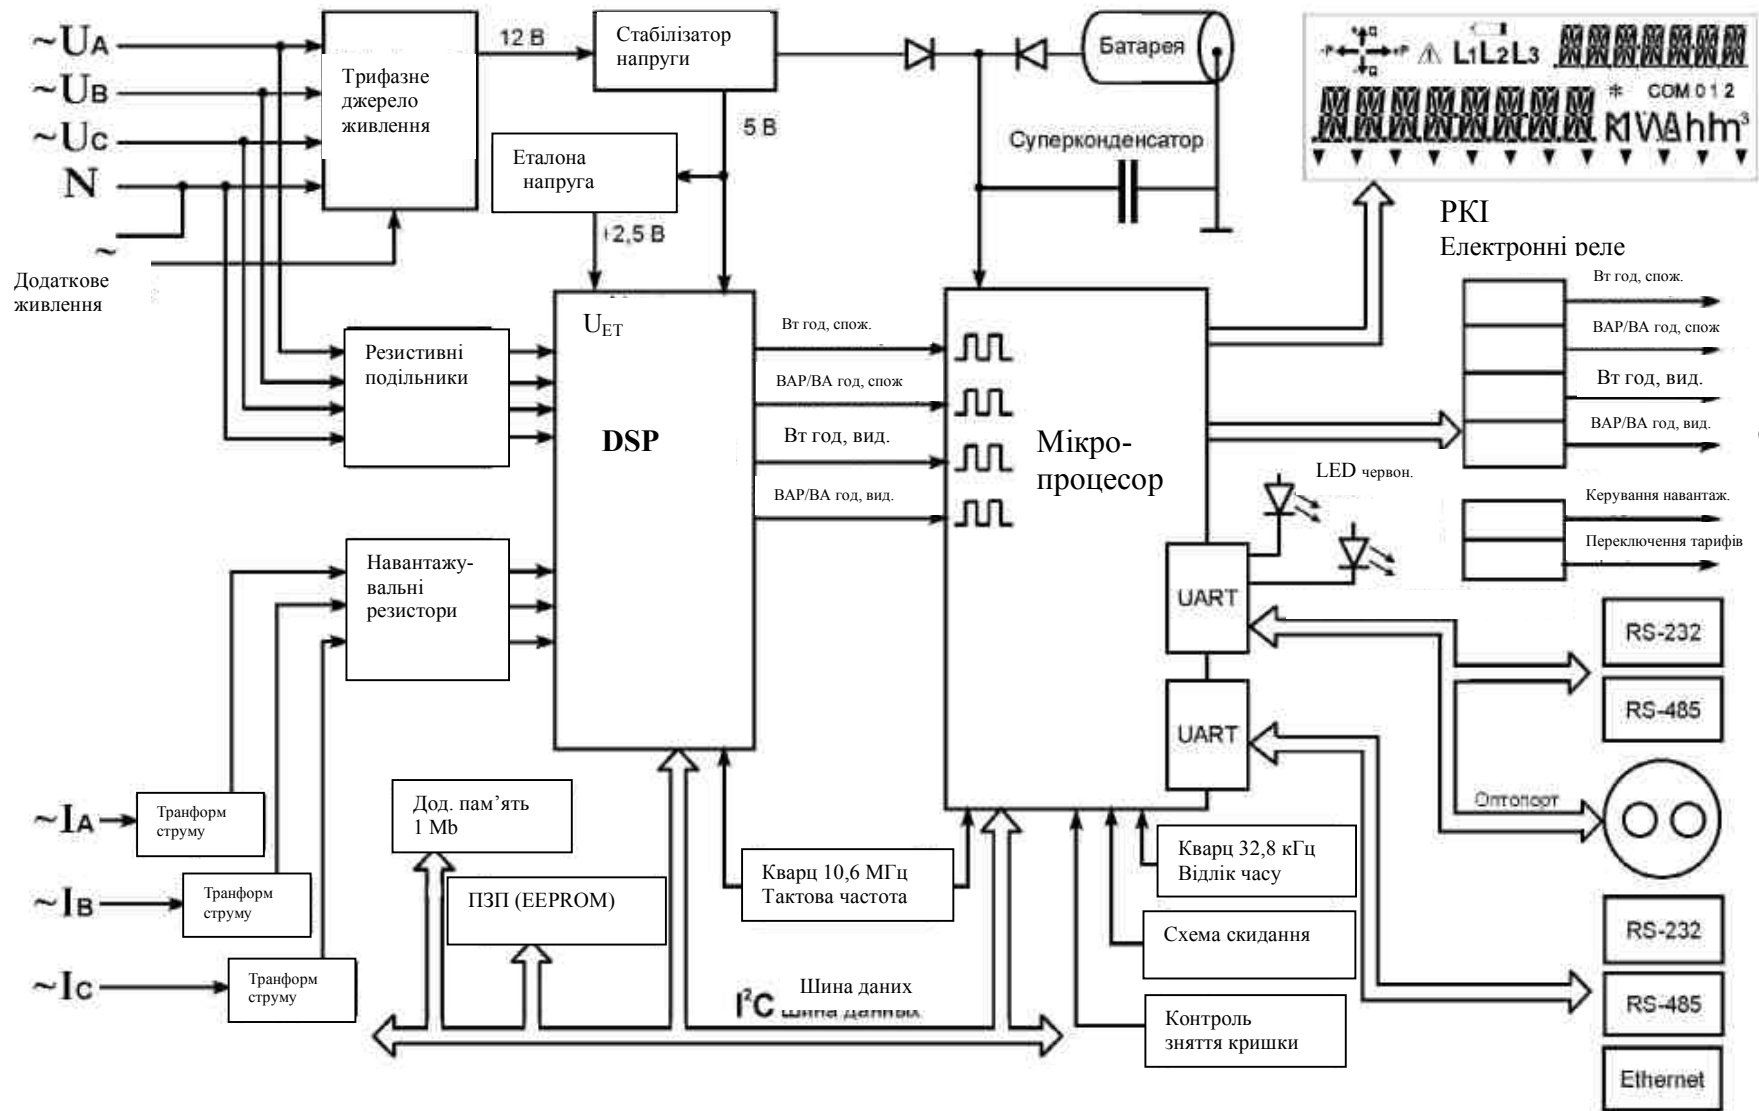 ~UA
~UB
~UC
N
~
Додаткове
живлення
Трифазне
джерело
живлення
12 В
Стабілізатор
напруги
5 В
Еталона
напруга
+2,5 В
Батарея
Суперконденсатор
-P +P +Q -Q
L1L2L3
* COM 0 1 2
РКІ
Електронні реле
Вт год, спож.
ВАР/ВА год, спож
Вт год, вид.
ВАР/ВА год, вид.
Керування навантаж.
Переключення тарифів
Резистивні
подільники
UET
DSP
Вт год, спож.
ВАР/ВА год, спож
Вт год, вид.
ВАР/ВА год, вид.
Мікро-
процесор
LED червон.
UART
UART
RS-232
RS-485
Оптопорт
RS-232
RS-485
Ethernet
Навантажу-
вальні
резистори
~IA
~IB
~IC
Транформ
струму
Транформ
струму
Транформ
струму
Дод. пам’ять
1 Mb
ПЗП (EEPROM)
Кварц 10,6 МГц
Тактова частота
Кварц 32,8 кГц
Відлік часу
Схема скидання
Контроль
зняття кришки
Шина даних
I²C шина данных